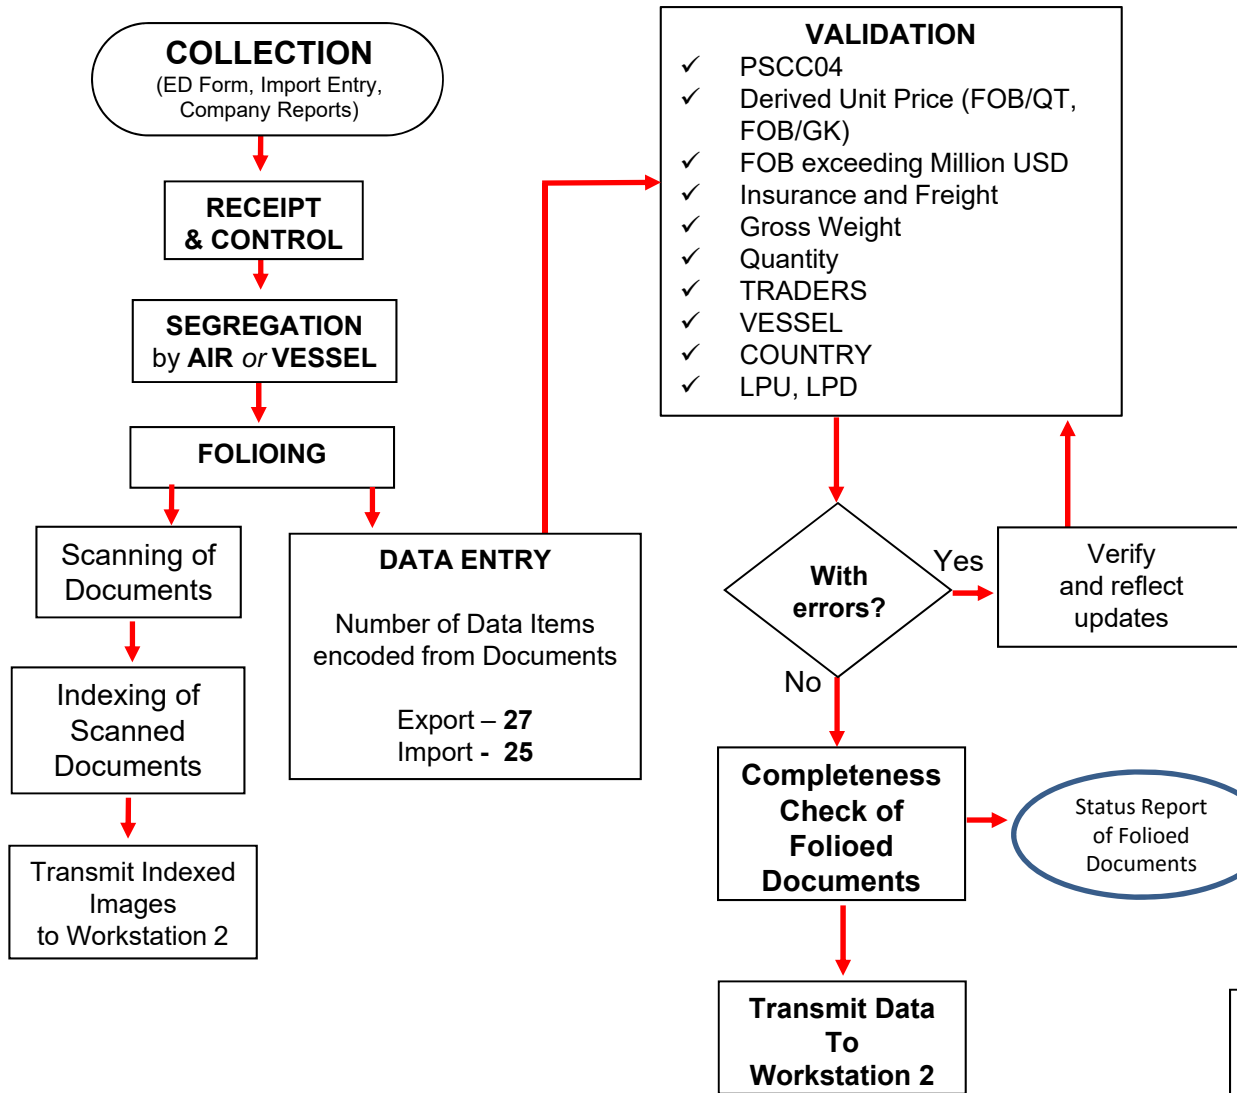 COLLECTION
(ED Form, Import Entry,
Company Reports)
RECEIPT
& CONTROL
SEGREGATION
by AIR or VESSEL
FOLIOING
Scanning of
Documents
Indexing of
Scanned
Documents
Transmit Indexed
Images
to Workstation 2
DATA ENTRY
Number of Data Items
encoded from Documents
Export – 27
Import - 25
VALIDATION
✓ PSCC04
✓ Derived Unit Price (FOB/QT,
FOB/GK)
✓ FOB exceeding Million USD
✓ Insurance and Freight
✓ Gross Weight
✓ Quantity
✓ TRADERS
✓ VESSEL
✓ COUNTRY
✓ LPU, LPD
With
errors?
Yes
Verify
and reflect
updates
No
Completeness
Check of
Folioed
Documents
Status Report
of Folioed
Documents
Transmit Data
To
Workstation 2